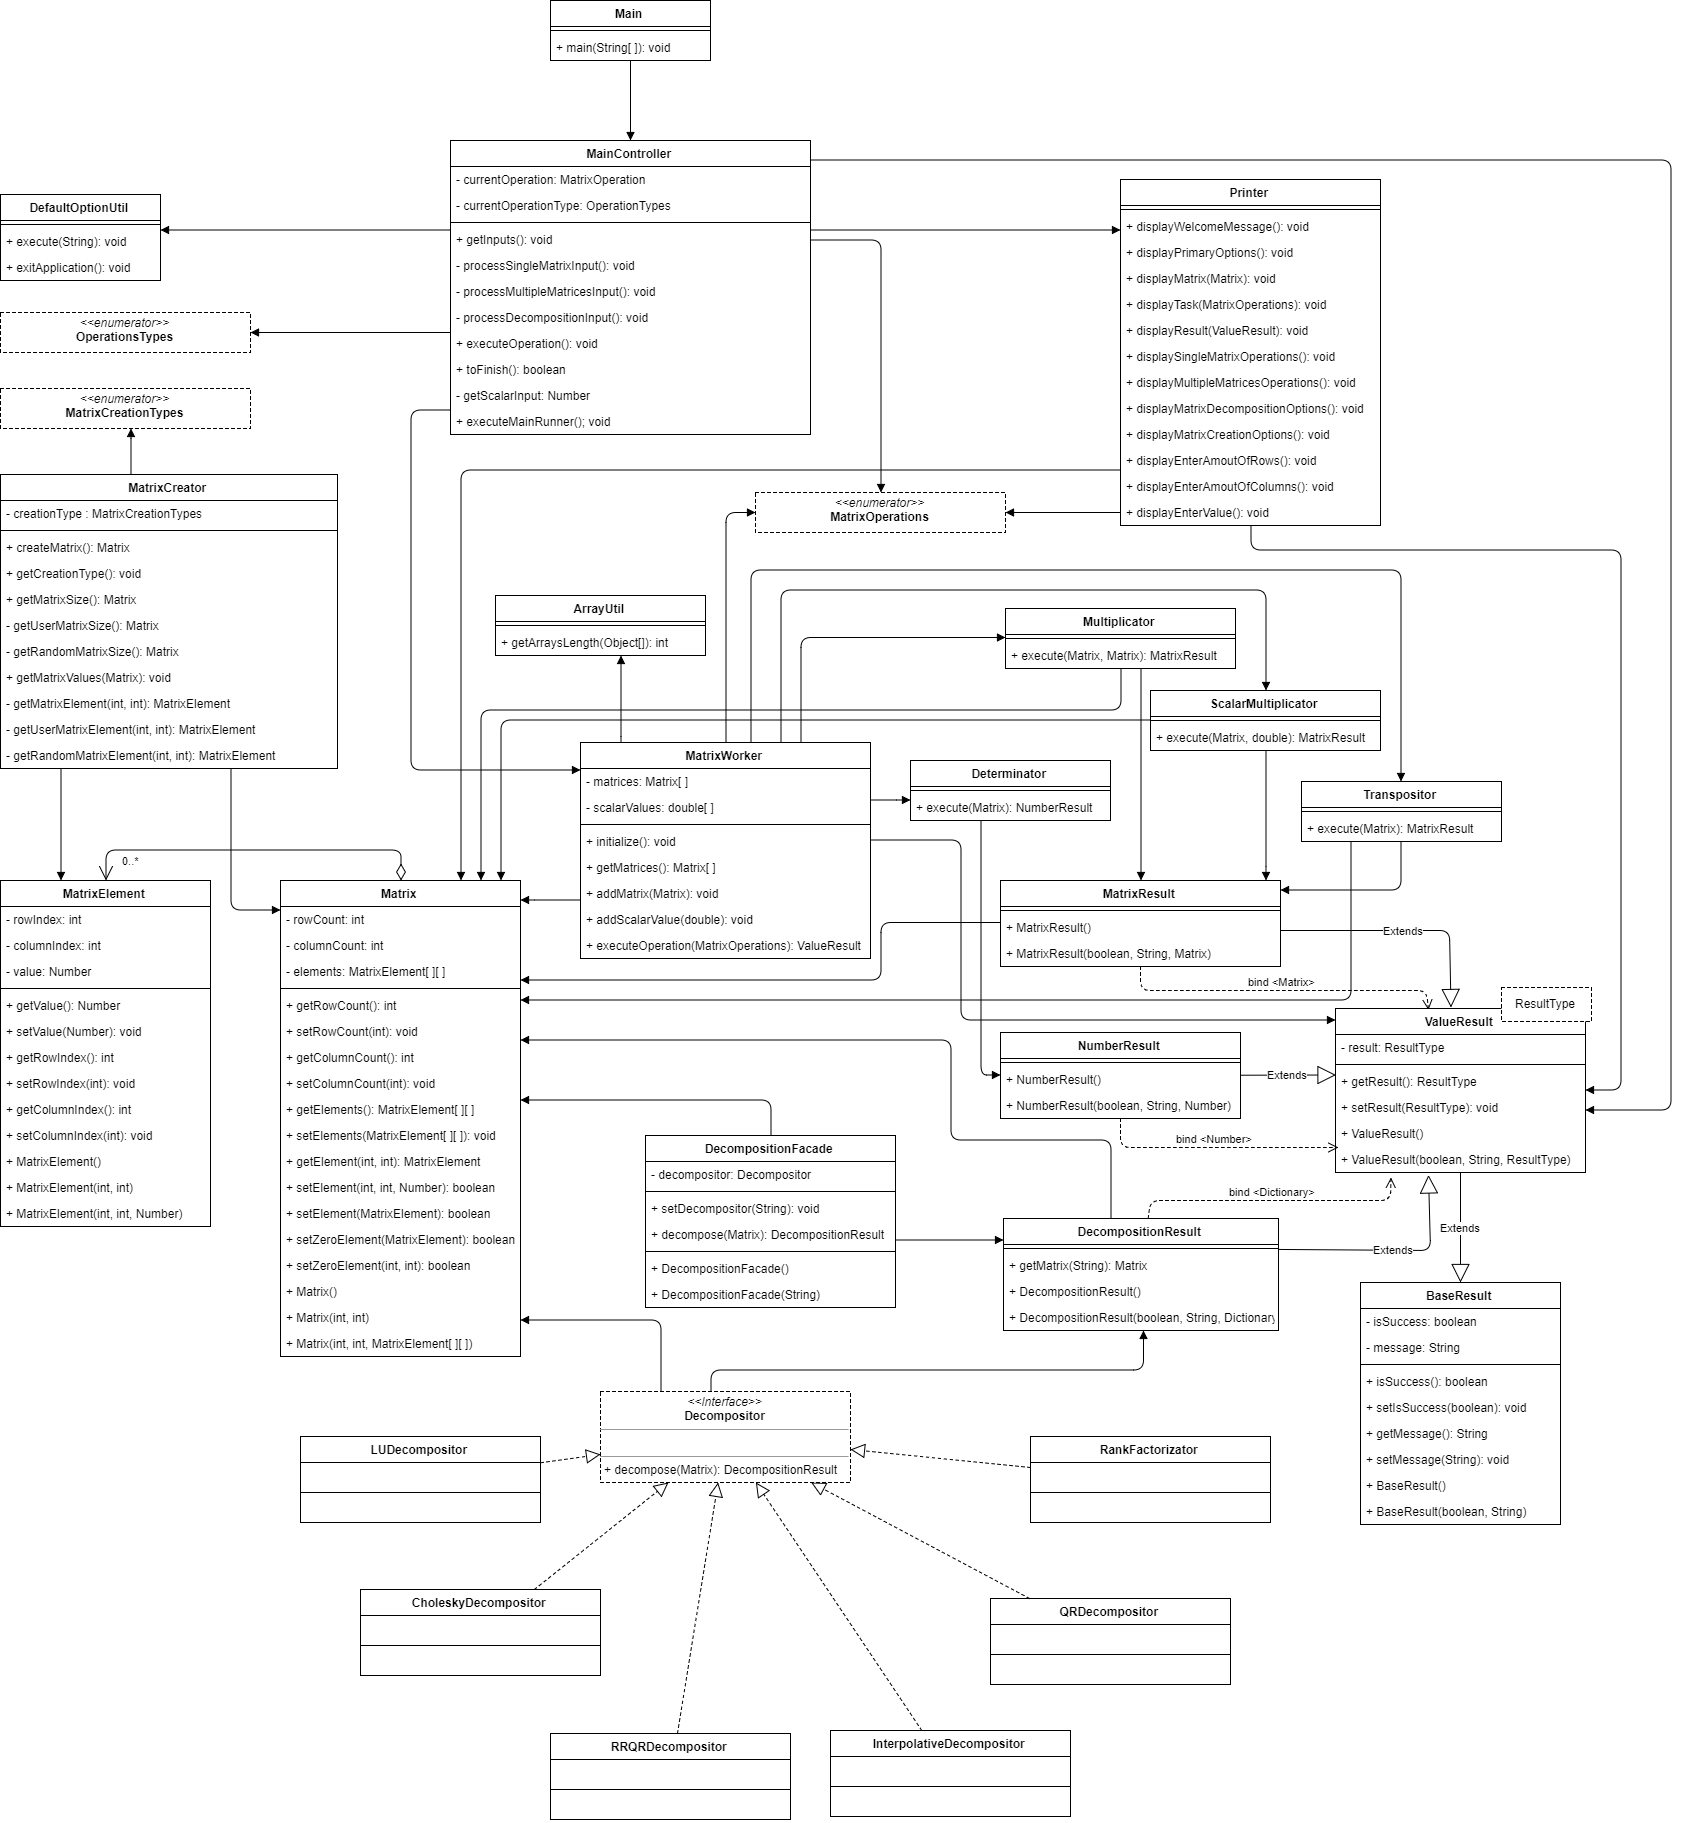 Main
+ main(String[ ]): void
MainController
- currentOperation: MatrixOperation
- currentOperationType: OperationTypes
+ getInputs(): void
- processSingleMatrixInput(): void
- processMultipleMatricesInput(): void
- processDecompositionInput(): void
+ executeOperation(): void
+ toFinish(): boolean
- getScalarInput: Number
+ executeMainRunner(); void
DefaultOptionUtil
+ execute(String): void
+ exitApplication(): void
<<enumerator>>
OperationsTypes
<<enumerator>>
MatrixCreationTypes
Printer
+ displayWelcomeMessage(): void
+ displayPrimaryOptions(): void
+ displayMatrix(Matrix): void
+ displayTask(MatrixOperations): void
+ displayResult(ValueResult): void
+ displaySingleMatrixOperations(): void
+ displayMultipleMatricesOperations(): void
+ displayMatrixDecompositionOptions(): void
+ displayMatrixCreationOptions(): void
+ displayEnterAmoutOfRows(): void
+ displayEnterAmoutOfColumns(): void
+ displayEnterValue(): void
MatrixCreator
- creationType : MatrixCreationTypes
+ createMatrix(): Matrix
+ getCreationType(): void
+ getMatrixSize(): Matrix
- getUserMatrixSize(): Matrix
- getRandomMatrixSize(): Matrix
+ getMatrixValues(Matrix): void
- getMatrixElement(int, int): MatrixElement
- getUserMatrixElement(int, int): MatrixElement
- getRandomMatrixElement(int, int): MatrixElement
<<enumerator>>
MatrixOperations
ArrayUtil
+ getArraysLength(Object[]): int
Multiplicator
+ execute(Matrix, Matrix): MatrixResult
ScalarMultiplicator
+ execute(Matrix, double): MatrixResult
MatrixWorker
- matrices: Matrix[ ]
- scalarValues: double[ ]
+ initialize(): void
+ getMatrices(): Matrix[ ]
+ addMatrix(Matrix): void
+ addScalarValue(double): void
+ executeOperation(MatrixOperations): ValueResult
Determinator
+ execute(Matrix): NumberResult
Transpositor
+ execute(Matrix): MatrixResult
0..*
MatrixElement
- rowIndex: int
- columnIndex: int
- value: Number
+ getValue(): Number
+ setValue(Number): void
+ getRowIndex(): int
+ setRowIndex(int): void
+ getColumnIndex(): int
+ setColumnIndex(int): void
+ MatrixElement()
+ MatrixElement(int, int)
+ MatrixElement(int, int, Number)
Matrix
- rowCount: int
- columnCount: int
- elements: MatrixElement[ ][ ]
+ getRowCount(): int
+ setRowCount(int): void
+ getColumnCount(): int
+ setColumnCount(int): void
+ getElements(): MatrixElement[ ][ ]
+ setElements(MatrixElement[ ][ ]): void
+ getElement(int, int): MatrixElement
+ setElement(int, int, Number): boolean
+ setElement(MatrixElement): boolean
+ setZeroElement(MatrixElement): boolean
+ setZeroElement(int, int): boolean
+ Matrix()
+ Matrix(int, int)
+ Matrix(int, int, MatrixElement[ ][ ])
MatrixResult
+ MatrixResult()
+ MatrixResult(boolean, String, Matrix)
Extends
bind <Matrix>
ResultType
ValueResult
- result: ResultType
+ getResult(): ResultType
+ setResult(ResultType): void
+ ValueResult()
+ ValueResult(boolean, String, ResultType)
NumberResult
+ NumberResult()
+ NumberResult(boolean, String, Number)
Extends
bind <Number>
DecompositionFacade
- decompositor: Decompositor
+ setDecompositor(String): void
+ decompose(Matrix): DecompositionResult
+ DecompositionFacade()
+ DecompositionFacade(String)
bind <Dictionary>
DecompositionResult
+ getMatrix(String): Matrix
+ DecompositionResult()
+ DecompositionResult(boolean, String, Dictionary
Extends
Extends
BaseResult
- isSuccess: boolean
- message: String
+ isSuccess(): boolean
+ setIsSuccess(boolean): void
+ getMessage(): String
+ setMessage(String): void
+ BaseResult()
+ BaseResult(boolean, String)
<<Interface>>
Decompositor
+ decompose(Matrix): DecompositionResult
LUDecompositor
RankFactorizator
CholeskyDecompositor
QRDecompositor
RRQRDecompositor
InterpolativeDecompositor